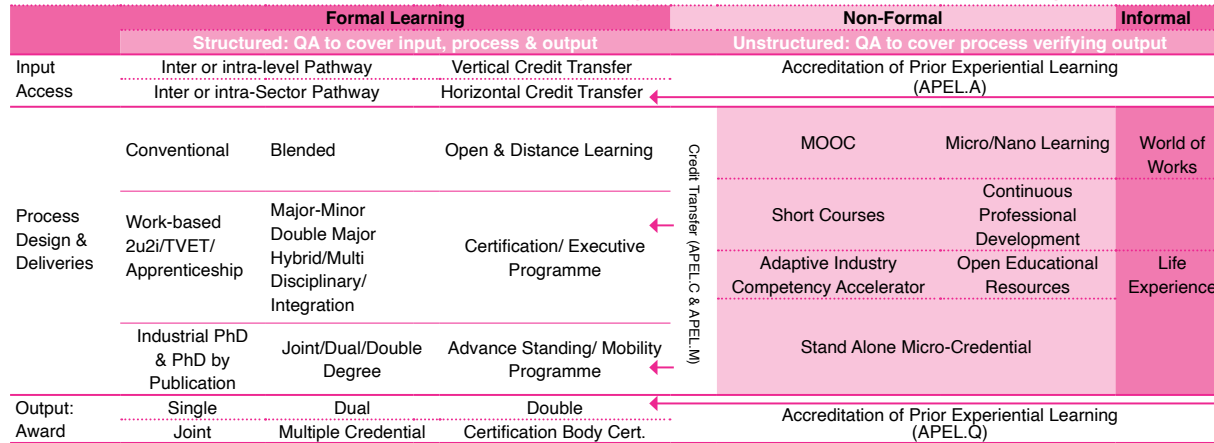 Formal Learning
Non-Formal
Informal
Structured: QA to cover input, process & output
Unstructured: QA to cover process verifying output
Input
Access
Inter or intra-level Pathway
Vertical Credit Transfer
Inter or intra-Sector Pathway
Horizontal Credit Transfer
Accreditation of Prior Experiential Learning
(APEL.A)
Process
Design &
Deliveries
Conventional
Blended
Open & Distance Learning
Work-based
2u2i/TVET/
Apprenticeship
Major-Minor
Double Major
Hybrid/Multi
Disciplinary/
Integration
Certification/ Executive
Programme
Industrial PhD
& PhD by
Publication
Joint/Dual/Double
Degree
Advance Standing/ Mobility
Programme
Credit Transfer (APEL.C & APEL.M)
MOOC
Micro/Nano Learning
World of
Works
Short Courses
Continuous
Professional
Development
Adaptive Industry
Competency Accelerator
Open Educational
Resources
Life
Experience
Stand Alone Micro-Credential
Output:
Award
Single
Dual
Double
Joint
Multiple Credential
Certification Body Cert.
Accreditation of Prior Experiential Learning
(APEL.Q)